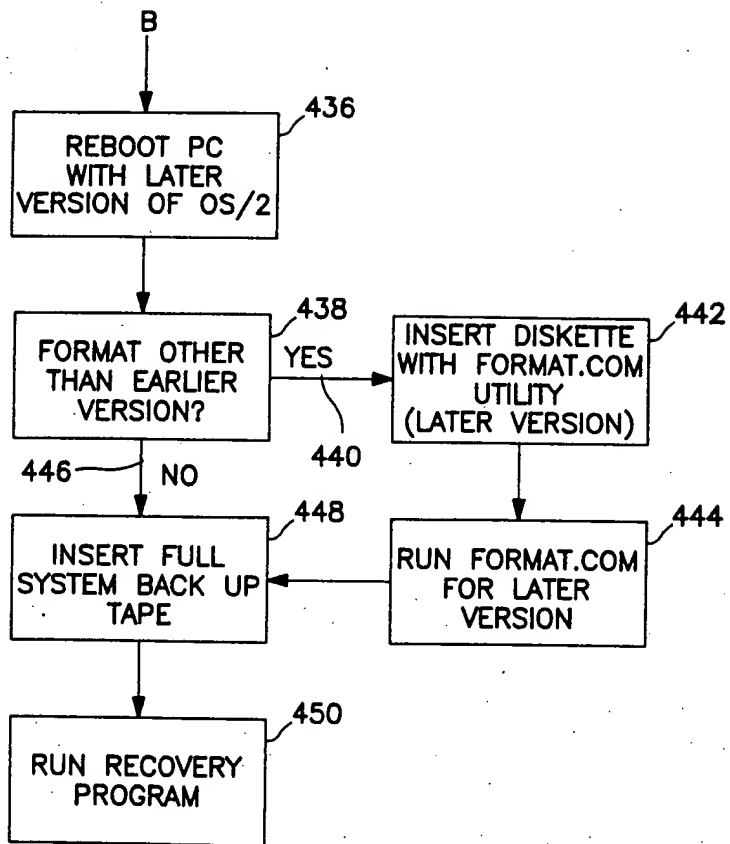 B
436
REBOOT PC
WITH LATER
VERSION OF OS/2
438
FORMAT OTHER
THAN EARLIER
VERSION?
YES
440
442
INSERT DISKETTE
WITH FORMAT.COM
UTILITY
(LATER VERSION)
446
NO
444
RUN FORMAT.COM
FOR LATER
VERSION
448
INSERT FULL
SYSTEM BACK UP
TAPE
450
RUN RECOVERY
PROGRAM